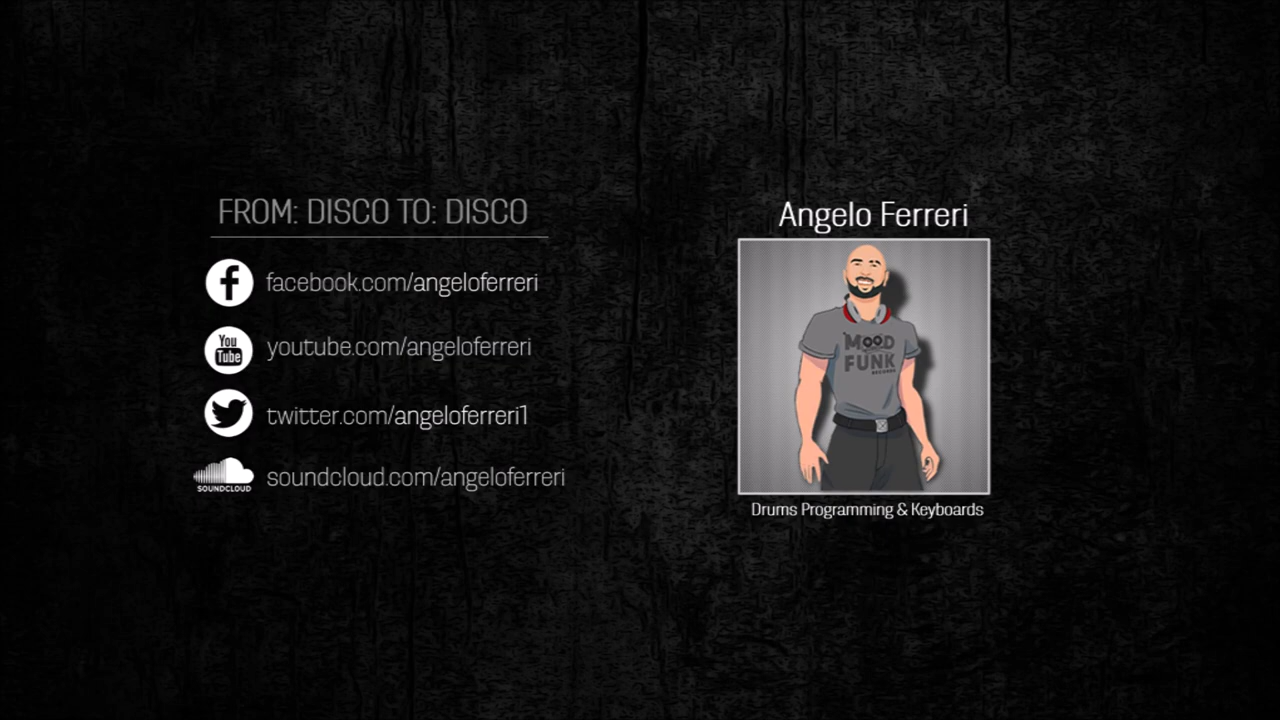 FROM: DISCO TO: DISCO
facebook.com/angeloferreri
You
Tube
youtube.com/angeloferreri
twitter.com/angeloferreri1
SOUNDCLOUD
soundcloud.com/angeloferreri
Angelo Ferreri
MOOD
FUNK
RECORDS
Drums Programming & Keyboards